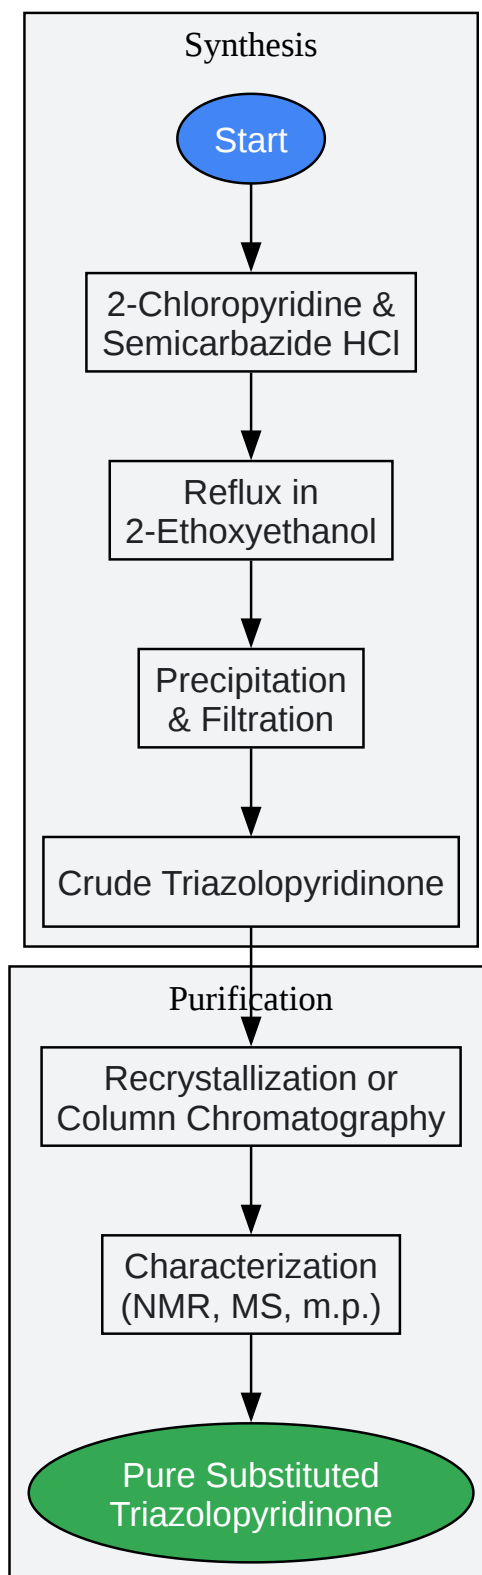 Synthesis
Start
2-Chloropyridine &
Semicarbazide HCl
Reflux in
2-Ethoxyethanol
Precipitation
& Filtration
Crude Triazolopyridinone
Purification
Recrystallization or
Column Chromatography
Characterization
(NMR, MS, m.p.)
Pure Substituted
Triazolopyridinone